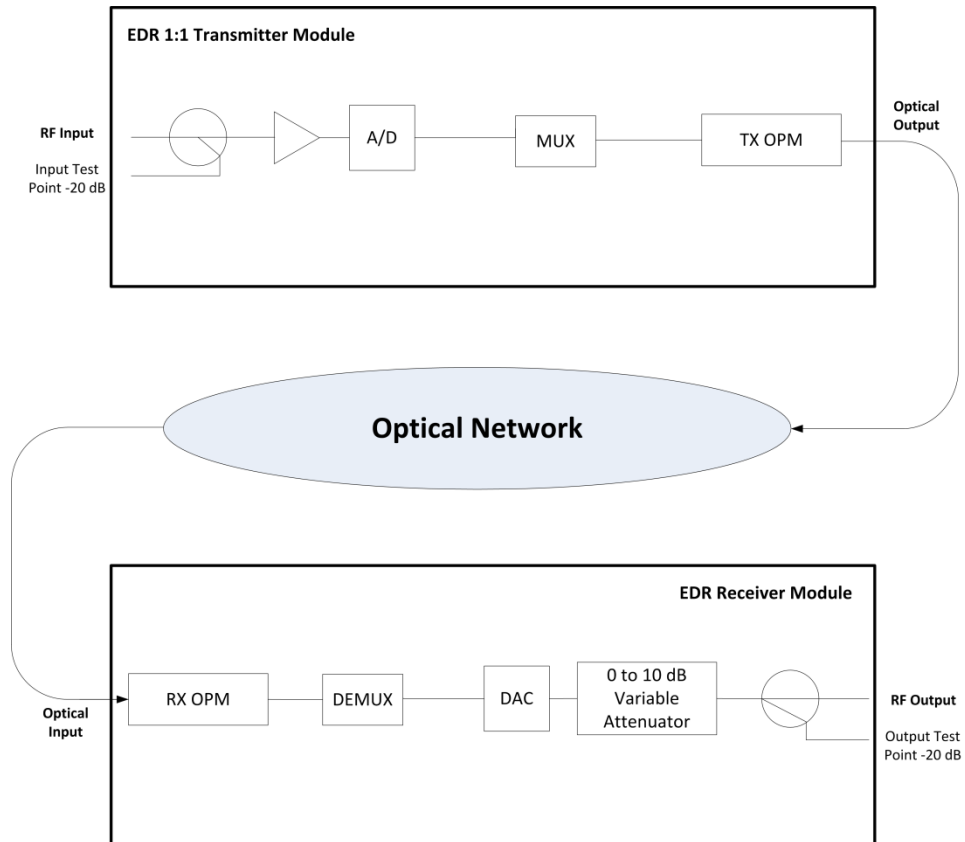 EDR 1:1 Transmitter Module
RF Input
Input Test
Point -20 dB
A/D
MUX
TX OPM
Optical
Output
Optical Network
EDR Receiver Module
Optical
Input
RX OPM
DEMUX
DAC
0 to 10 dB
Variable
Attenuator
RF Output
Output Test
Point -20 dB